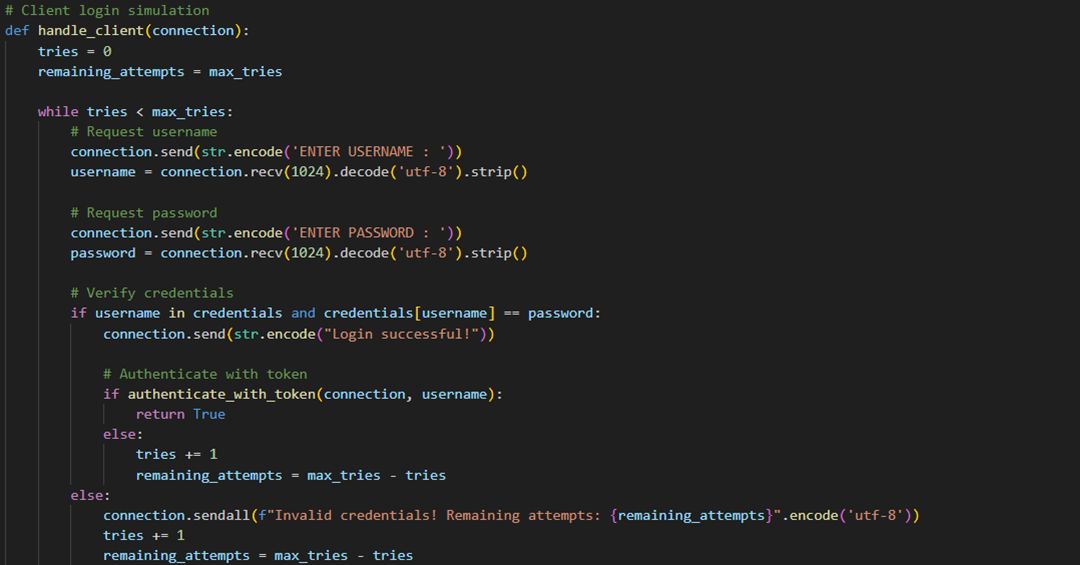 # Client login simulation
def handle_client(connection):
    tries = 0
    remaining_attempts = max_tries

    while tries < max_tries:
        # Request username
        connection.send(str.encode('ENTER USERNAME : '))
        username = connection.recv(1024).decode('utf-8').strip()

        # Request password
        connection.send(str.encode('ENTER PASSWORD : '))
        password = connection.recv(1024).decode('utf-8').strip()

        # Verify credentials
        if username in credentials and credentials[username] == password:
            connection.send(str.encode("Login successful!"))

            # Authenticate with token
            if authenticate_with_token(connection, username):
                return True
            else:
                tries += 1
                remaining_attempts = max_tries - tries
        else:
            connection.sendall(f"Invalid credentials! Remaining attempts: {remaining_attempts}".encode('utf-8'))
            tries += 1
            remaining_attempts = max_tries - tries